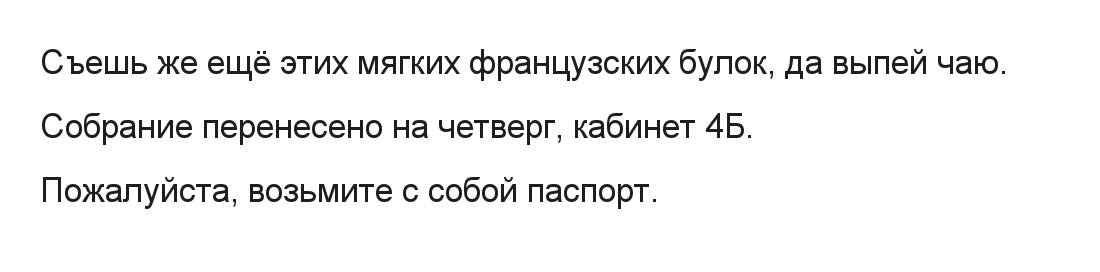 Съешь же ещё этих мягких французских булок, да выпей чаю.
Собрание перенесено на четверг, кабинет 4Б.
Пожалуйста, возьмите с собой паспорт.